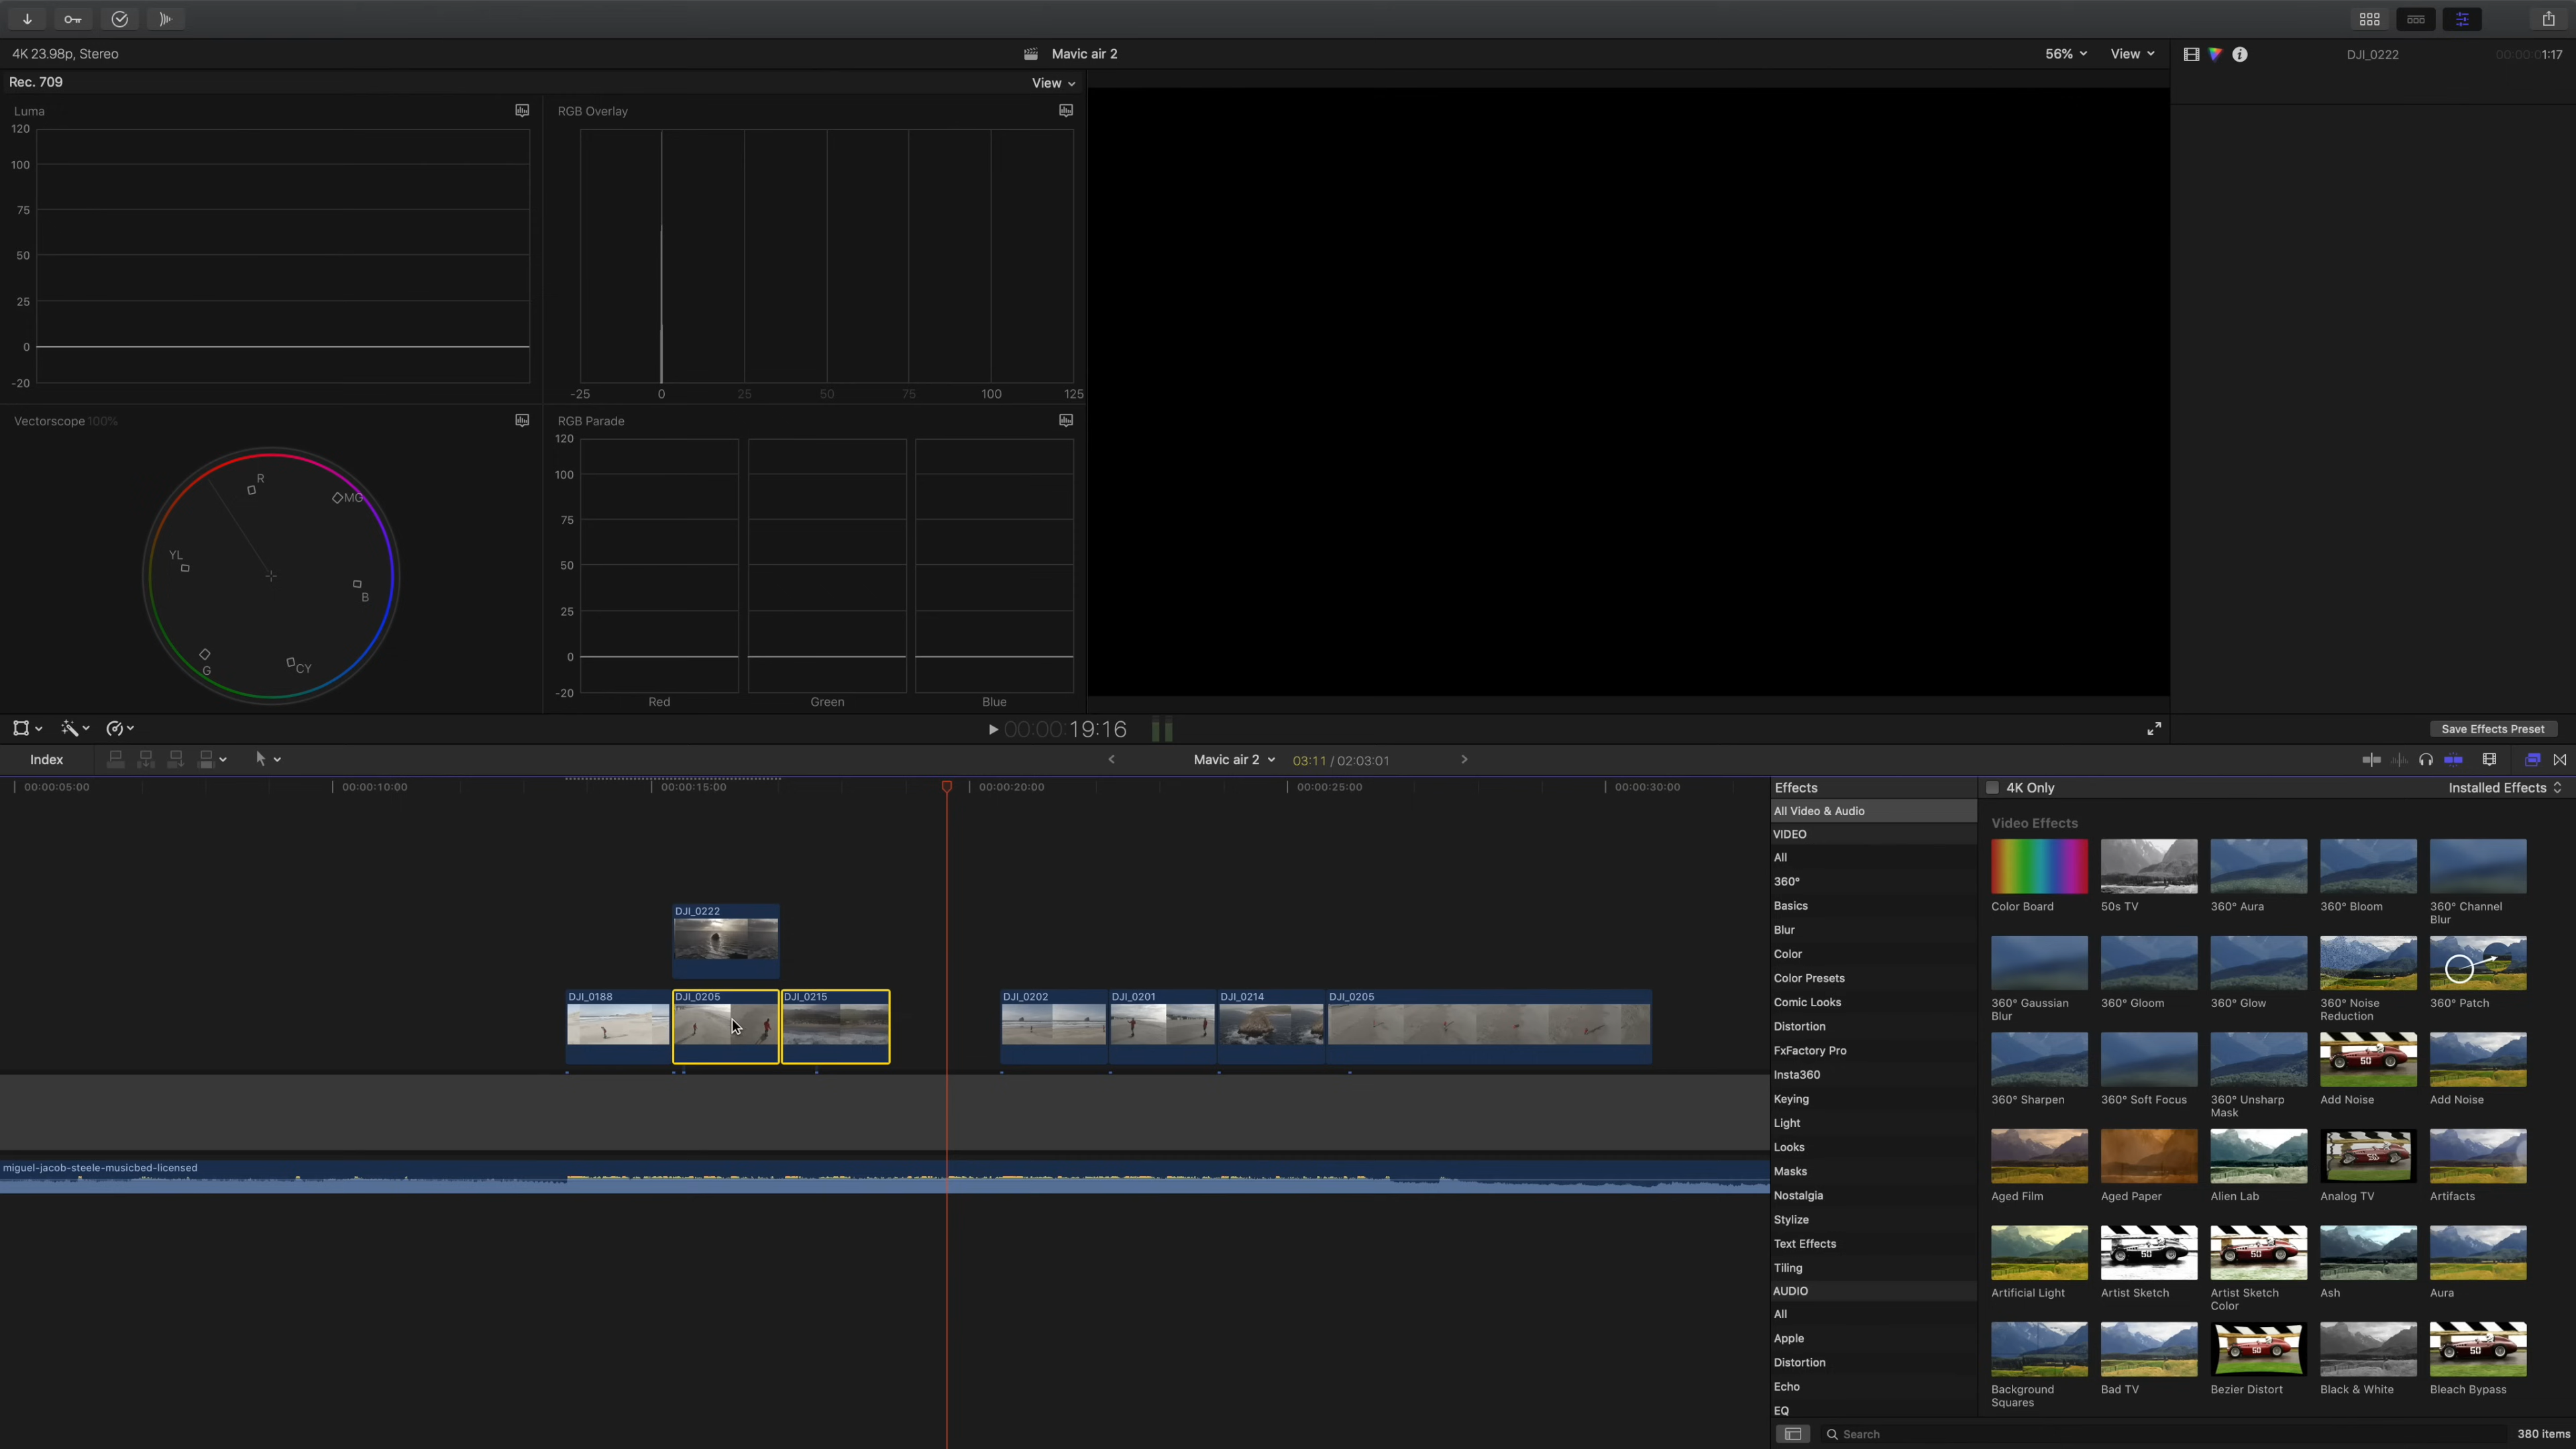 4K 23.98p, Stereo
Mavic air 2
56%
View
DJI_0222
00:00:01:17
Rec. 709
View
Luma
120
100
75
50
25
0
-20
RGB Overlay
-25 0 25 50 75 100 125
Vectorscope 100%
R
MG
YL
B
G
CY
RGB Parade
120
100
75
50
25
0
-20
Red
Green
Blue
00:00:19:16
Save Effects Preset
Index
Mavic air 2
03:11 / 02:03:01
00:00:05:00
00:00:10:00
00:00:15:00
00:00:20:00
00:00:25:00
00:00:30:00
DJI_0222
DJI_0188
DJI_0205
DJI_0215
DJI_0202
DJI_0201
DJI_0214
DJI_0205
miguel-jacob-steele-musicbed-licensed
Effects
All Video & Audio
VIDEO
All
360°
Basics
Blur
Color
Color Presets
Comic Looks
Distortion
FxFactory Pro
Insta360
Keying
Light
Looks
Masks
Nostalgia
Stylize
Text Effects
Tiling
AUDIO
All
Apple
Distortion
Echo
EQ
4K Only
Installed Effects
Video Effects
Color Board
50s TV
360° Aura
360° Bloom
360° Channel
Blur
360° Gaussian
Blur
360° Gloom
360° Glow
360° Noise
Reduction
360° Patch
360° Sharpen
360° Soft Focus
360° Unsharp
Mask
Add Noise
Add Noise
Aged Film
Aged Paper
Alien Lab
Analog TV
Artifacts
Artificial Light
Artist Sketch
Artist Sketch
Color
Ash
Aura
Background
Squares
Bad TV
Bezier Distort
Black & White
Bleach Bypass
Search
380 items